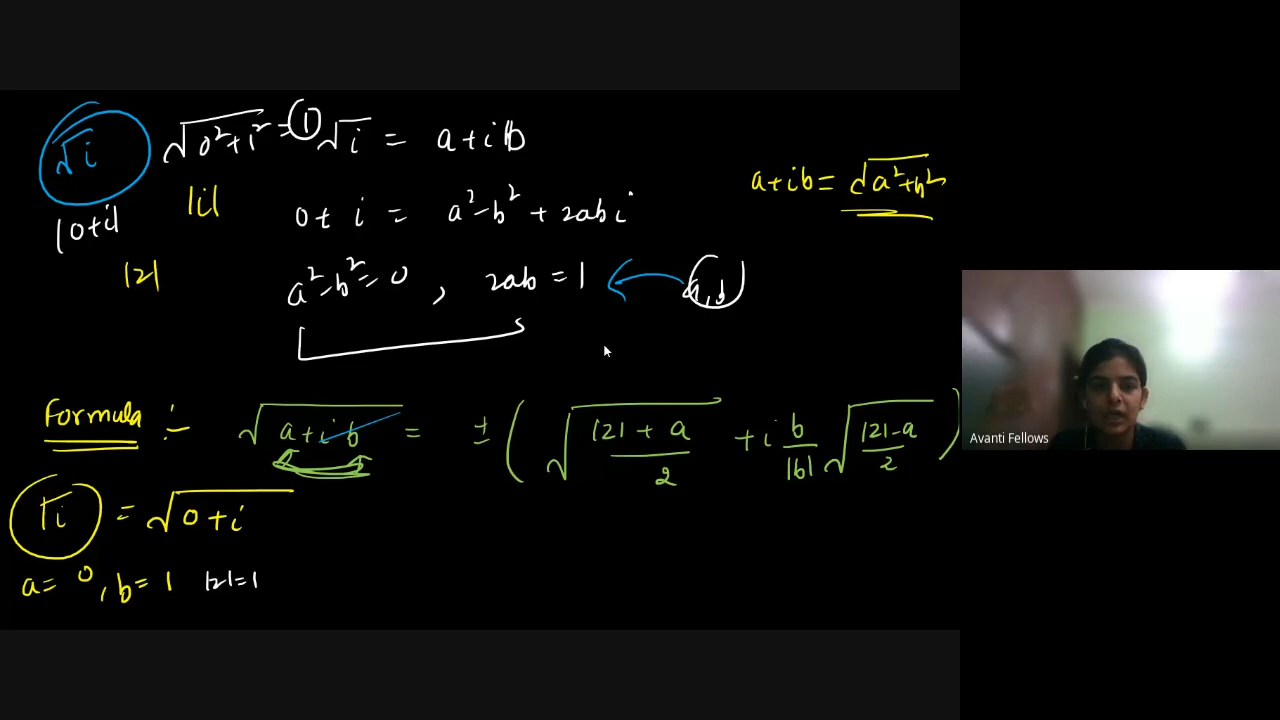 √i √0²+1² = 1 √i = a+ib
|0+i| |i| a+ib = √a²+b²
0+ i = a²-b² + 2abi
|z|
a²-b²=0 , 2ab = 1 a, b
Formula :- √a+ib = ± ( √|z| + a/2 + i b/|b| √|z|-a/2 )
Avanti Fellows
√i = √0+i
a= 0, b= 1 |z|=1